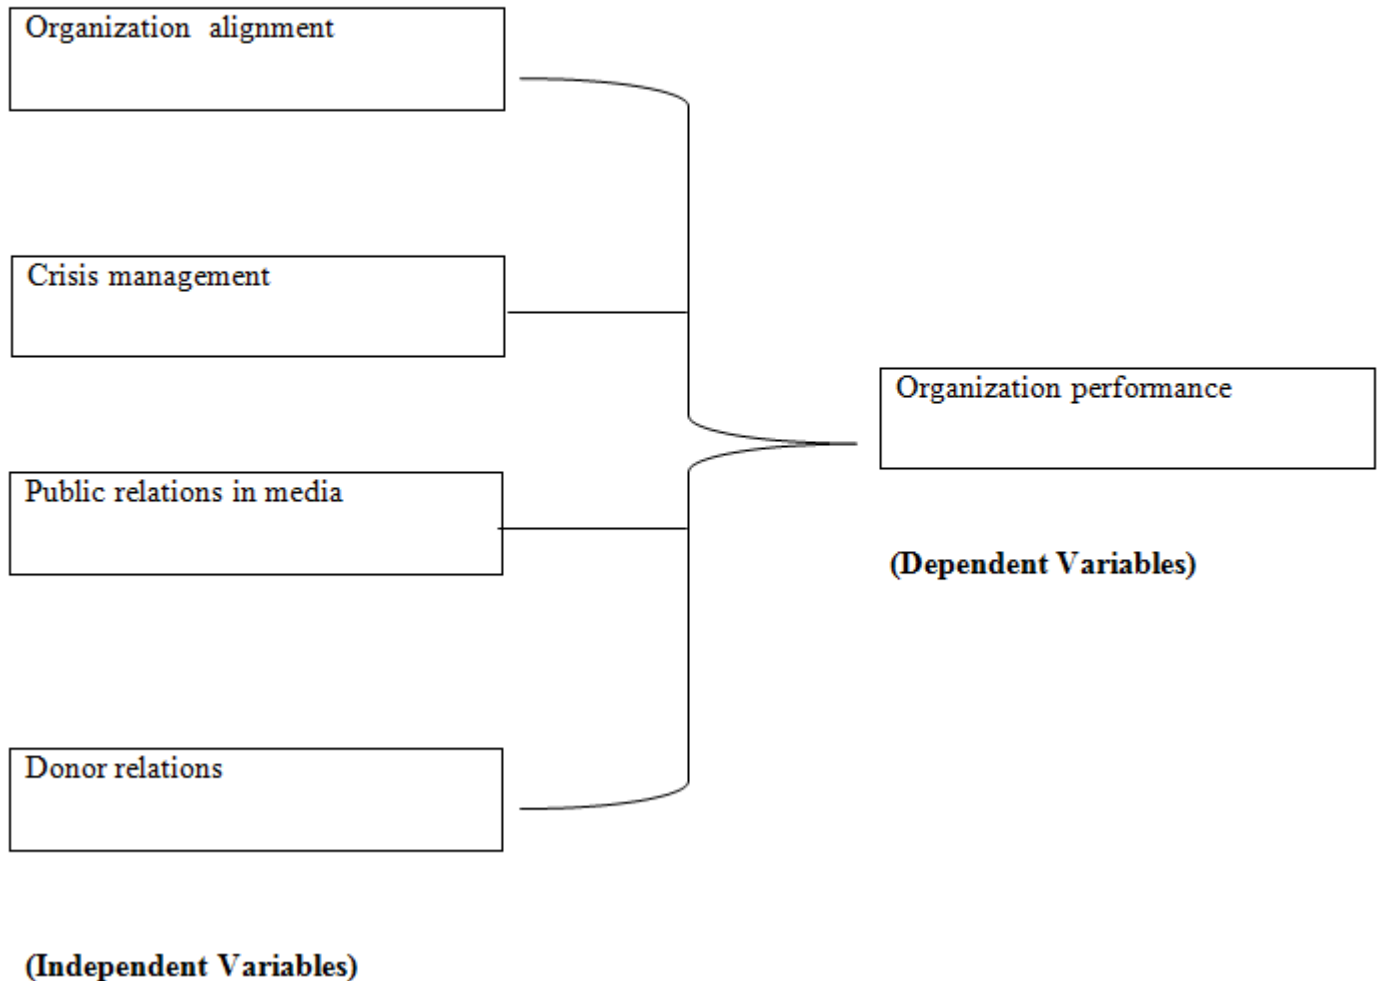 Organization alignment
Crisis management
Organization performance
Public relations in media
(Dependent Variables)
Donor relations
(Independent Variables)